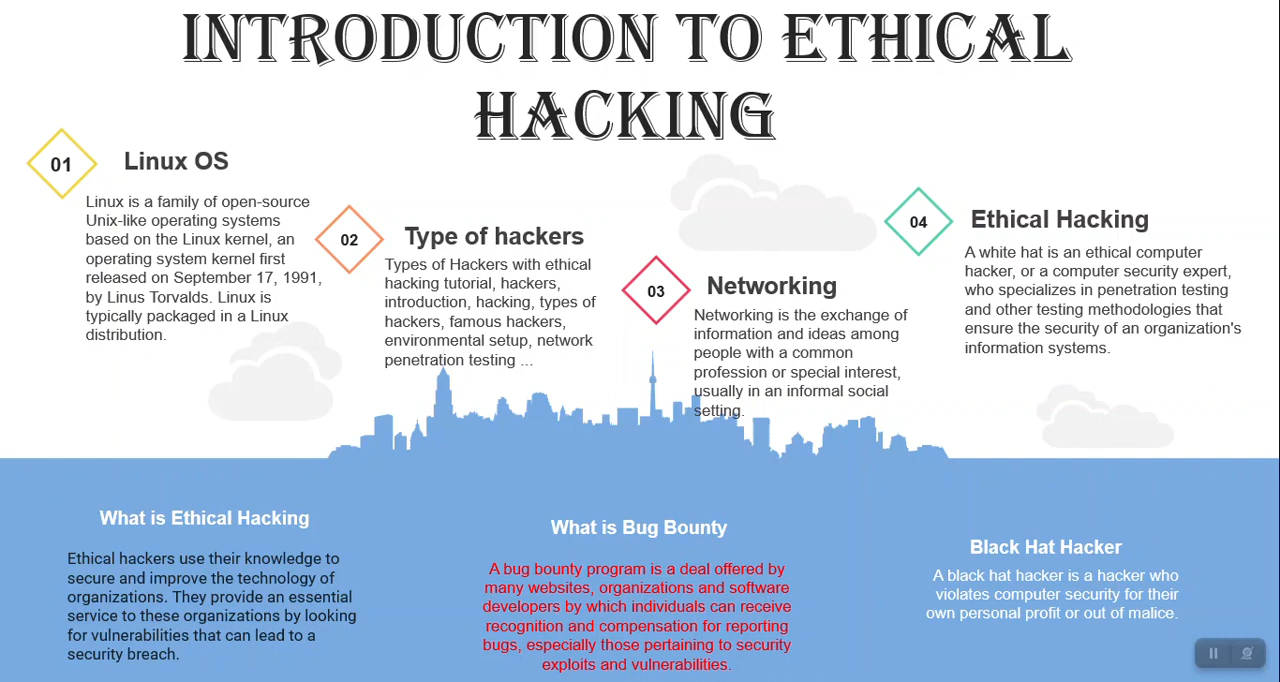 INTRODUCTION TO ETHICAL
HACKING
01
Linux OS
Linux is a family of open-source
Unix-like operating systems
based on the Linux kernel, an
operating system kernel first
released on September 17, 1991,
by Linus Torvalds. Linux is
typically packaged in a Linux
distribution.
02
Type of hackers
Types of Hackers with ethical
hacking tutorial, hackers,
introduction, hacking, types of
hackers, famous hackers,
environmental setup, network
penetration testing ...
03
Networking
Networking is the exchange of
information and ideas among
people with a common
profession or special interest,
usually in an informal social
setting.
04
Ethical Hacking
A white hat is an ethical computer
hacker, or a computer security expert,
who specializes in penetration testing
and other testing methodologies that
ensure the security of an organization's
information systems.
What is Ethical Hacking
Ethical hackers use their knowledge to
secure and improve the technology of
organizations. They provide an essential
service to these organizations by looking
for vulnerabilities that can lead to a
security breach.
What is Bug Bounty
A bug bounty program is a deal offered by
many websites, organizations and software
developers by which individuals can receive
recognition and compensation for reporting
bugs, especially those pertaining to security
exploits and vulnerabilities.
Black Hat Hacker
A black hat hacker is a hacker who
violates computer security for their
own personal profit or out of malice.